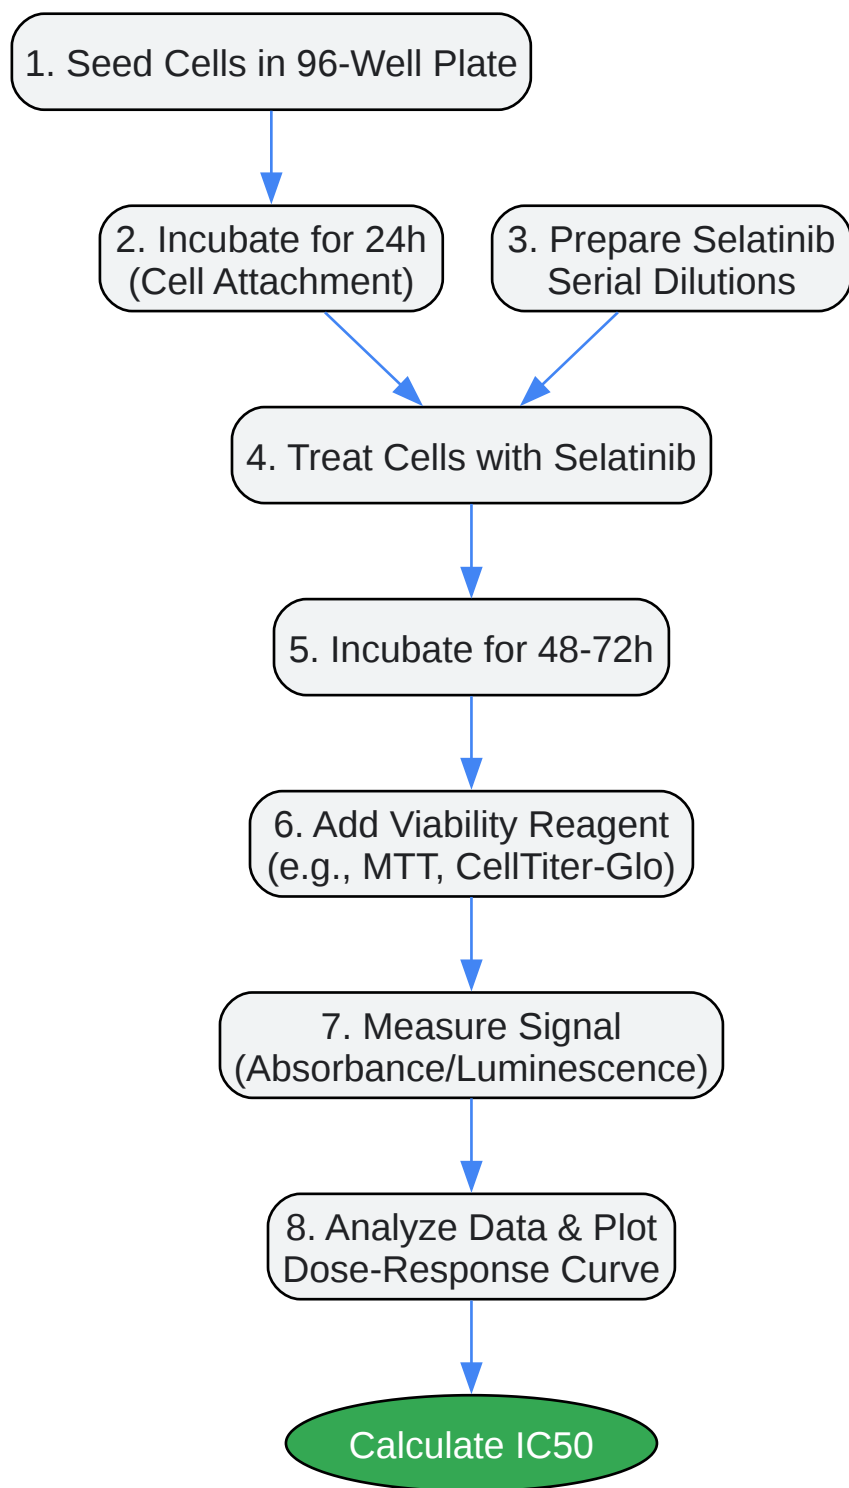 1. Seed Cells in 96-Well Plate
2. Incubate for 24h
(Cell Attachment)
3. Prepare Selatinib
Serial Dilutions
4. Treat Cells with Selatinib
5. Incubate for 48-72h
6. Add Viability Reagent
(e.g., MTT, CellTiter-Glo)
7. Measure Signal
(Absorbance/Luminescence)
8. Analyze Data & Plot
Dose-Response Curve
Calculate IC50